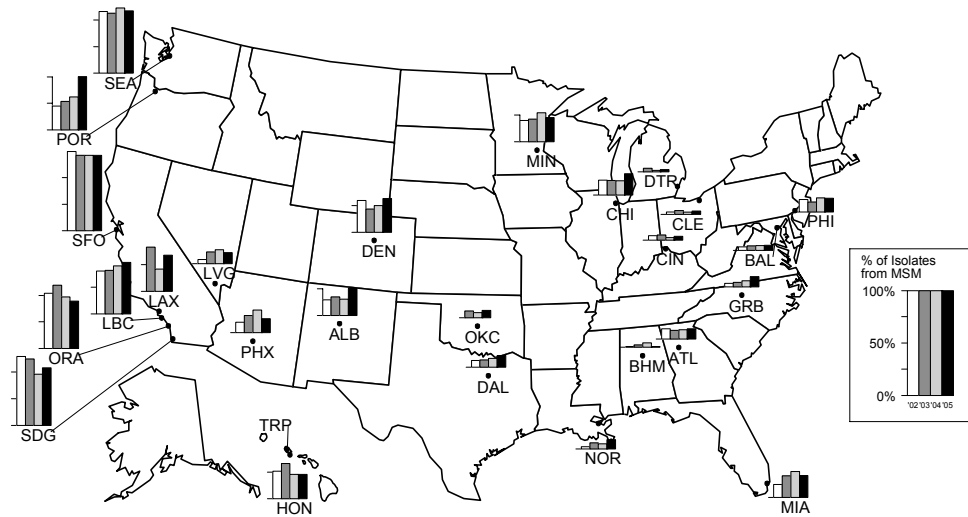 SEA
POR
MIN
DTR
SFO
CHI
PHI
DEN
CLE
LVG
CIN
BAL
% of Isolates
from MSM
100%
50%
0%
'02 '03 '04 '05
LAX
LBC
GRB
ORA
PHX
ALB
OKC
BHM
ATL
DAL
SDG
TRP
NOR
HON
MIA